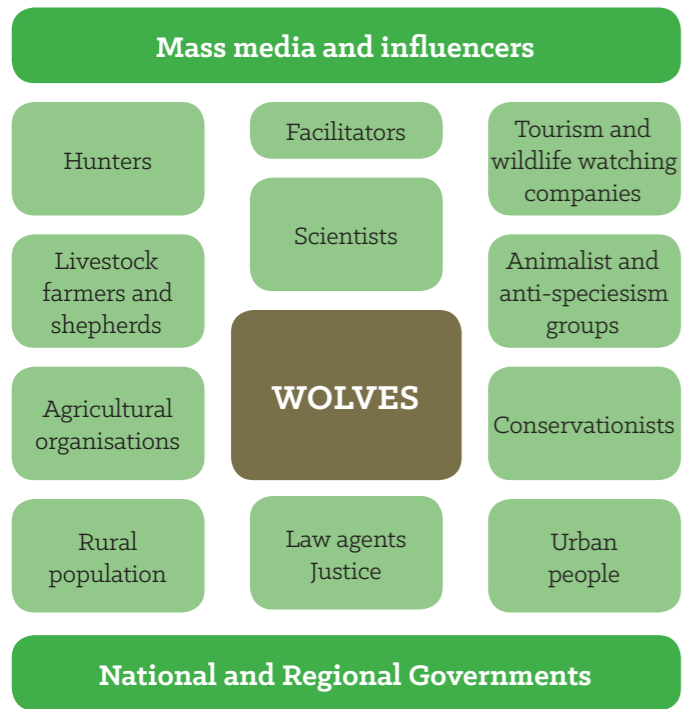 Mass media and influencers
Hunters
Facilitators
Tourism and
wildlife watching
companies
Scientists
Livestock
farmers and
shepherds
Animalist and
anti-speciesism
groups
WOLVES
Agricultural
organisations
Conservationists
Rural
population
Law agents
Justice
Urban
people
National and Regional Governments